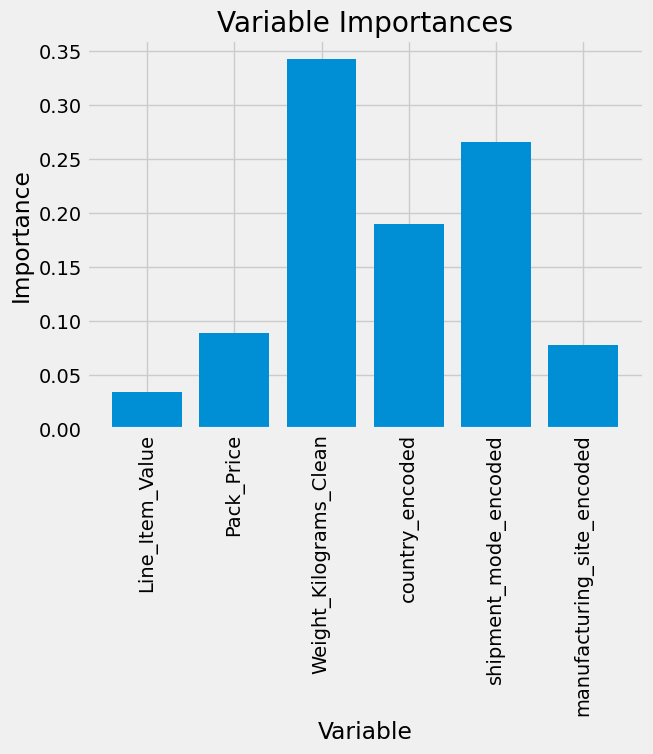 Variable Importances
0.35
0.30
0.25
0.20
0.15
0.10
0.05
0.00
Importance
Line_Item_Value
Pack_Price
Weight_Kilograms_Clean
country_encoded
shipment_mode_encoded
manufacturing_site_encoded
Variable